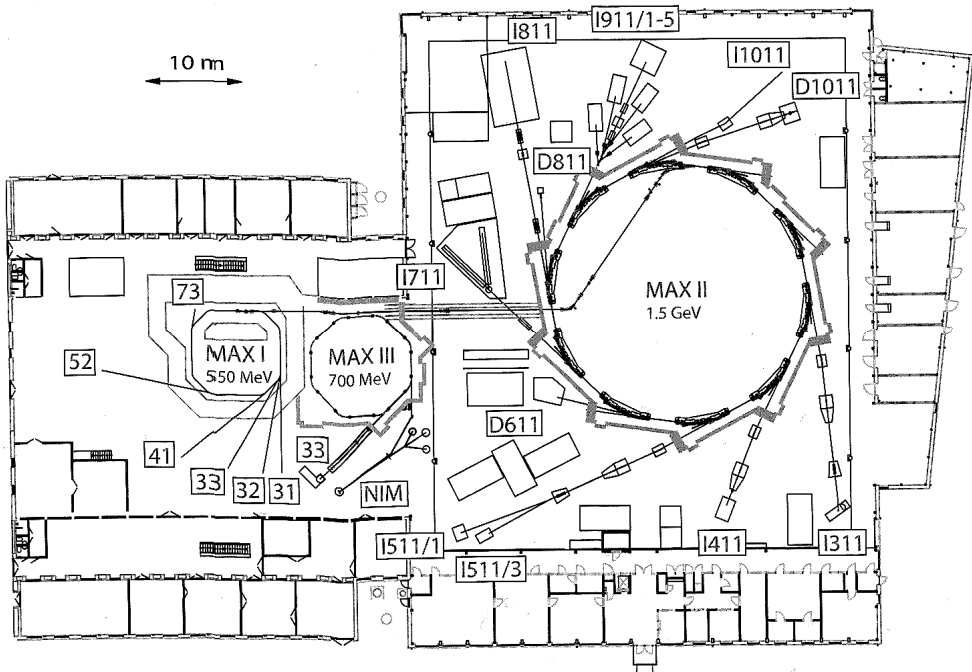 I911/1-5
I811
I1011
10 m
D1011
D811
I711
73
MAX II
1.5 GeV
MAX I
550 MeV
MAX III
700 MeV
52
D611
41
33
33
32
31
NIM
I511/1
I411
I311
I511/3